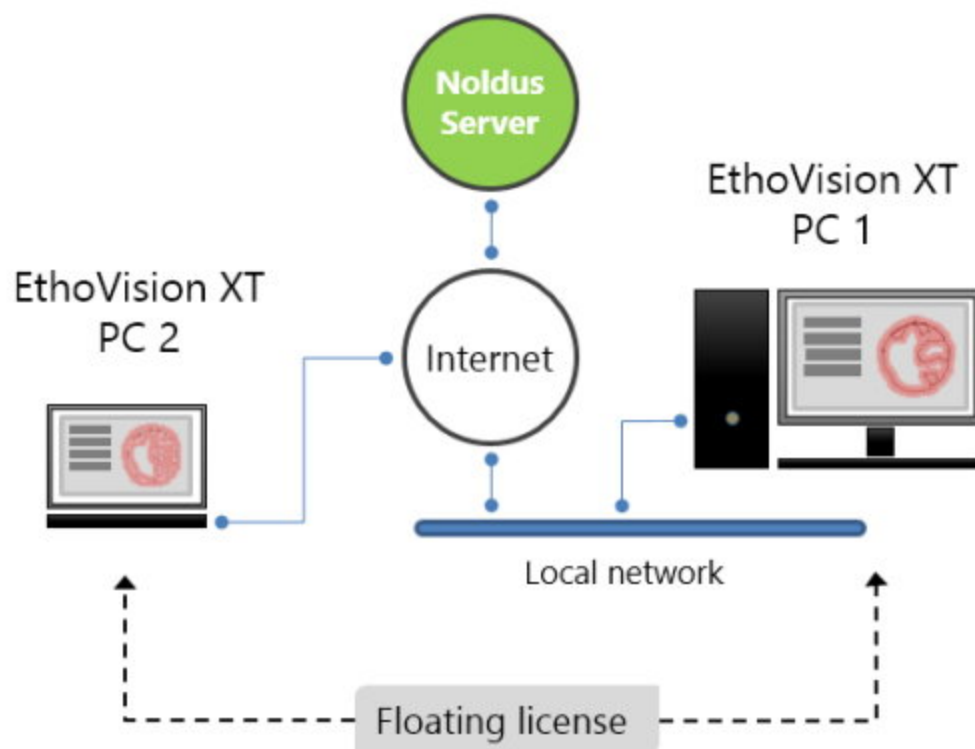 Noldus
Server
EthoVision XT
PC 1
EthoVision XT
PC 2
Internet
Local network
Floating license